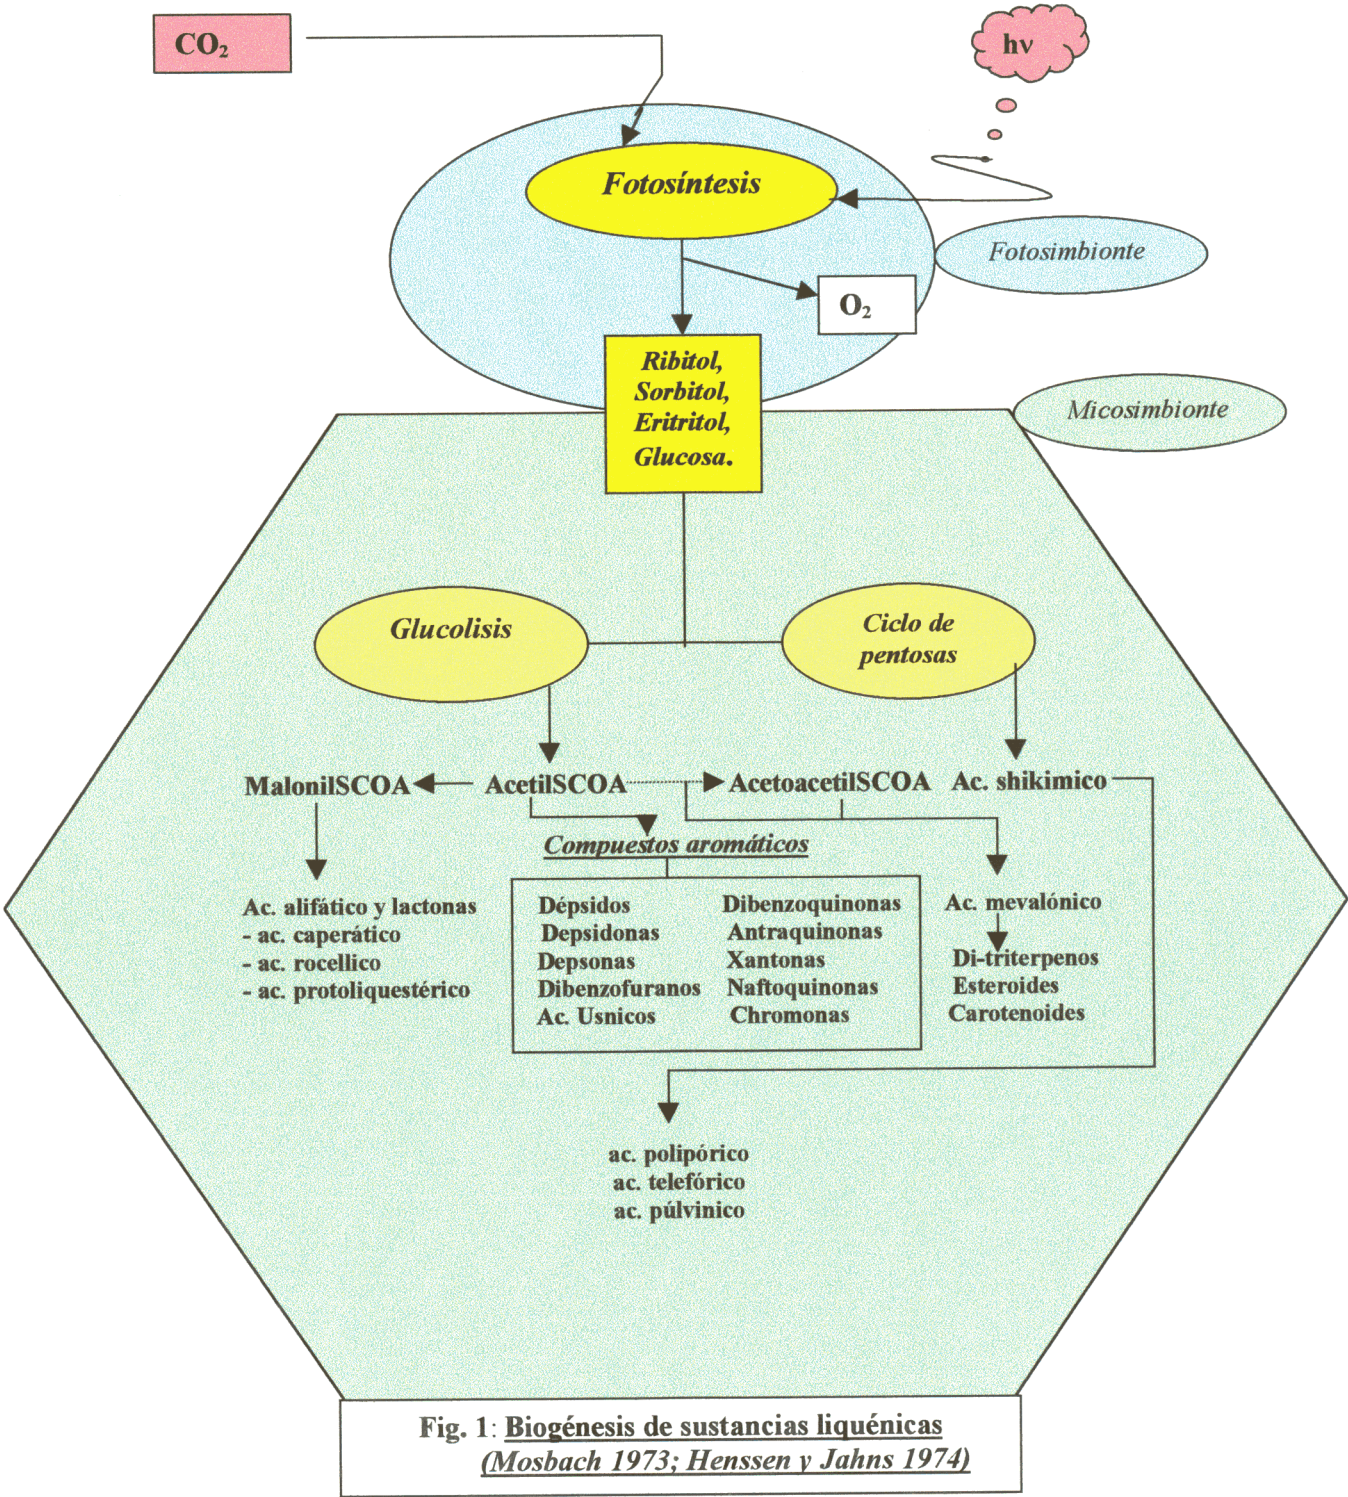 CO₂
hν
Fotosíntesis
Fotosimbionte
O₂
Ribitol,
Sorbitol,
Eritritol,
Glucosa.
Micosimbionte
Glucolisis
Ciclo de
pentosas
MalonilSCOA
AcetilSCOA
AcetoacetilSCOA
Ac. shikimico
Compuestos aromáticos
Ac. alifático y lactonas
- ac. caperático
- ac. rocellico
- ac. protoliquestérico
Dépsidos
Depsidonas
Depsonas
Dibenzofuranos
Ac. Usnicos
Dibenzoquinonas
Antraquinonas
Xantonas
Naftoquinonas
Chromonas
Ac. mevalónico
Di-triterpenos
Esteroides
Carotenoides
ac. polipórico
ac. telefórico
ac. púlvinico
Fig. 1: Biogénesis de sustancias liquénicas
(Mosbach 1973; Henssen y Jahns 1974)